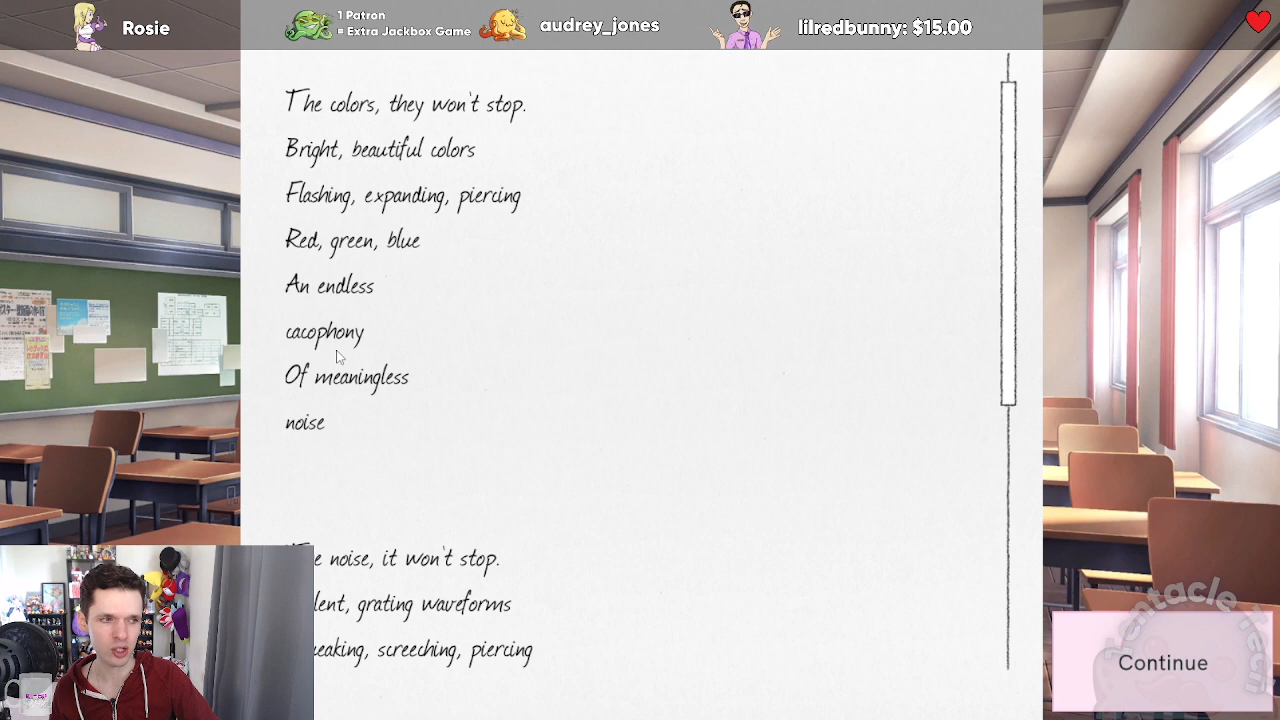 Rosie
1 Patron
= Extra Jackbox Game
audrey_jones
lilredbunny: $15.00
The colors, they won't stop.
Bright, beautiful colors
Flashing, expanding, piercing
Red, green, blue
An endless
cacophony
Of meaningless
noise
e noise, it won't stop.
lent, grating waveforms
eaking, screeching, piercing
Continue